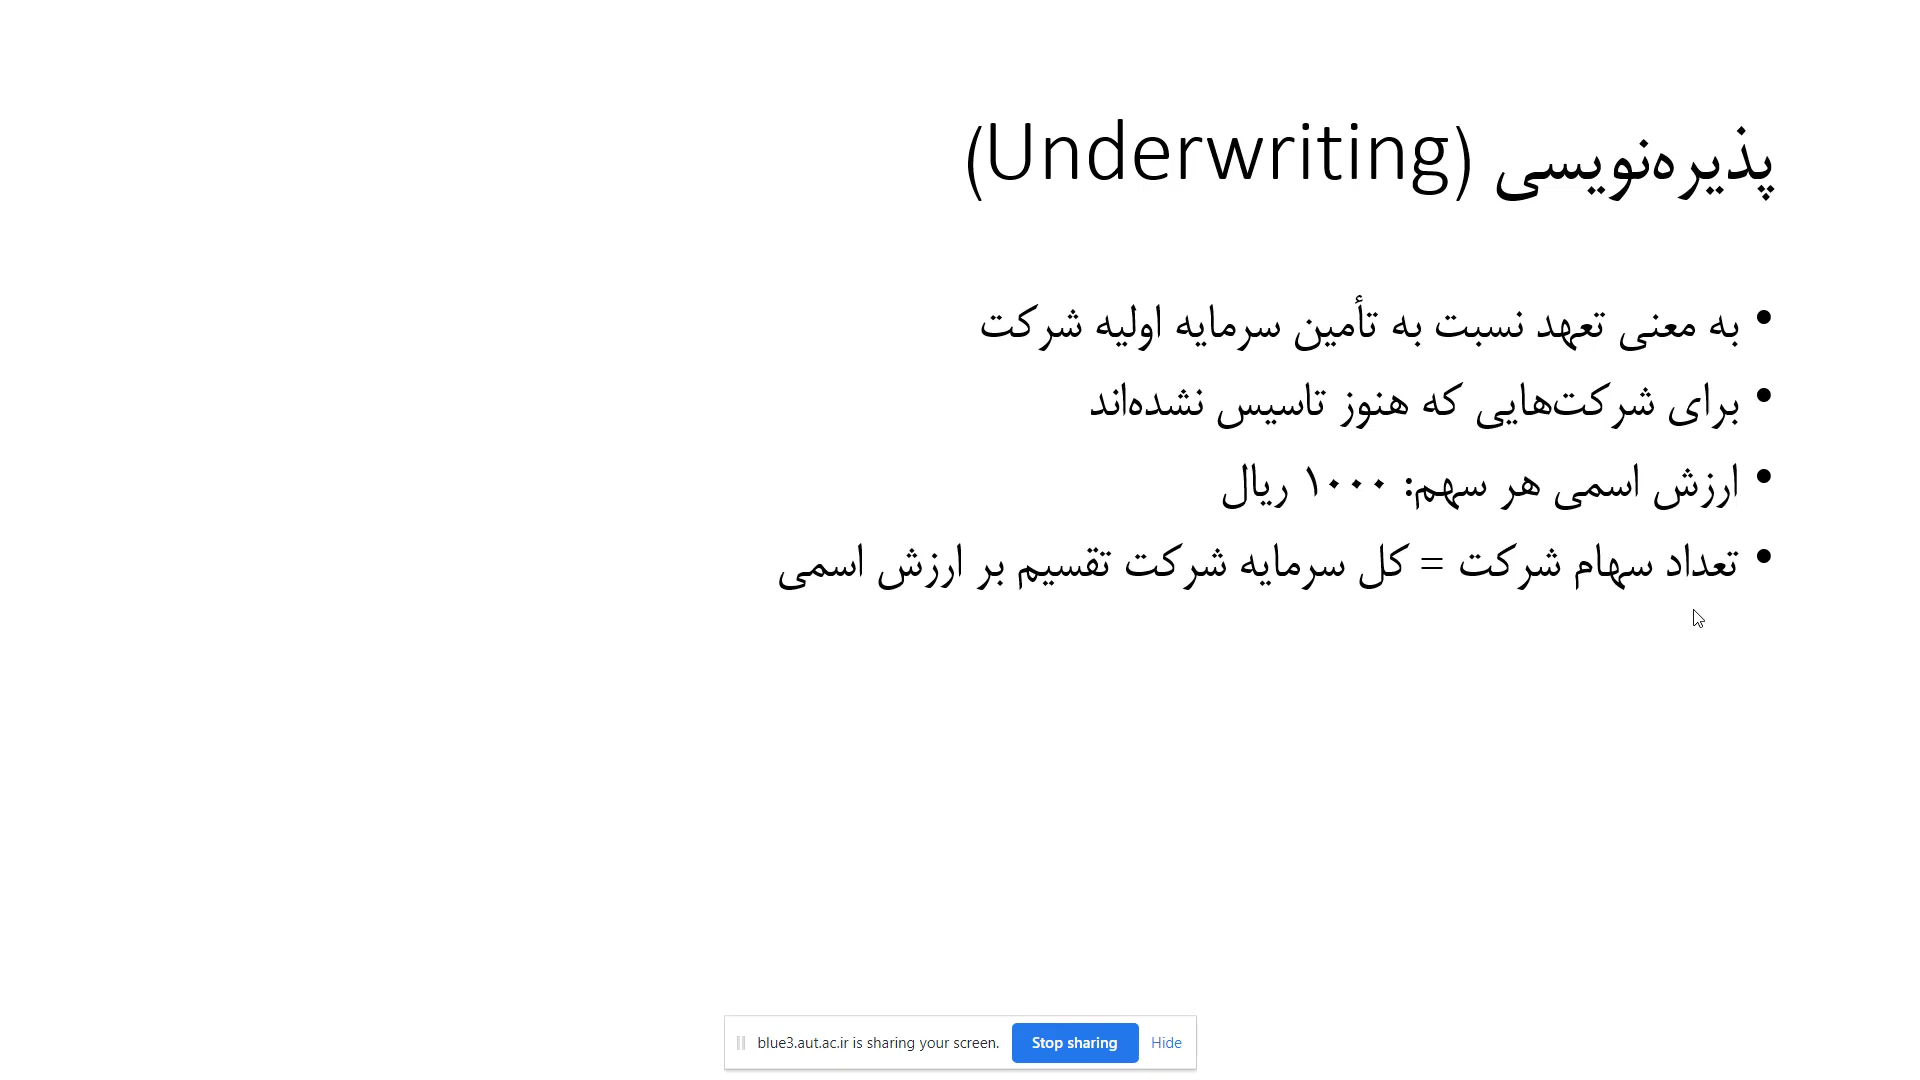 پذیره‌نویسی (Underwriting)
• به معنی تعهد نسبت به تأمین سرمایه اولیه شرکت
• برای شرکت‌هایی که هنوز تاسیس نشده‌اند
• ارزش اسمی هر سهم: ۱۰۰۰ ریال
• تعداد سهام شرکت = کل سرمایه شرکت تقسیم بر ارزش اسمی
blue3.aut.ac.ir is sharing your screen. Stop sharing Hide